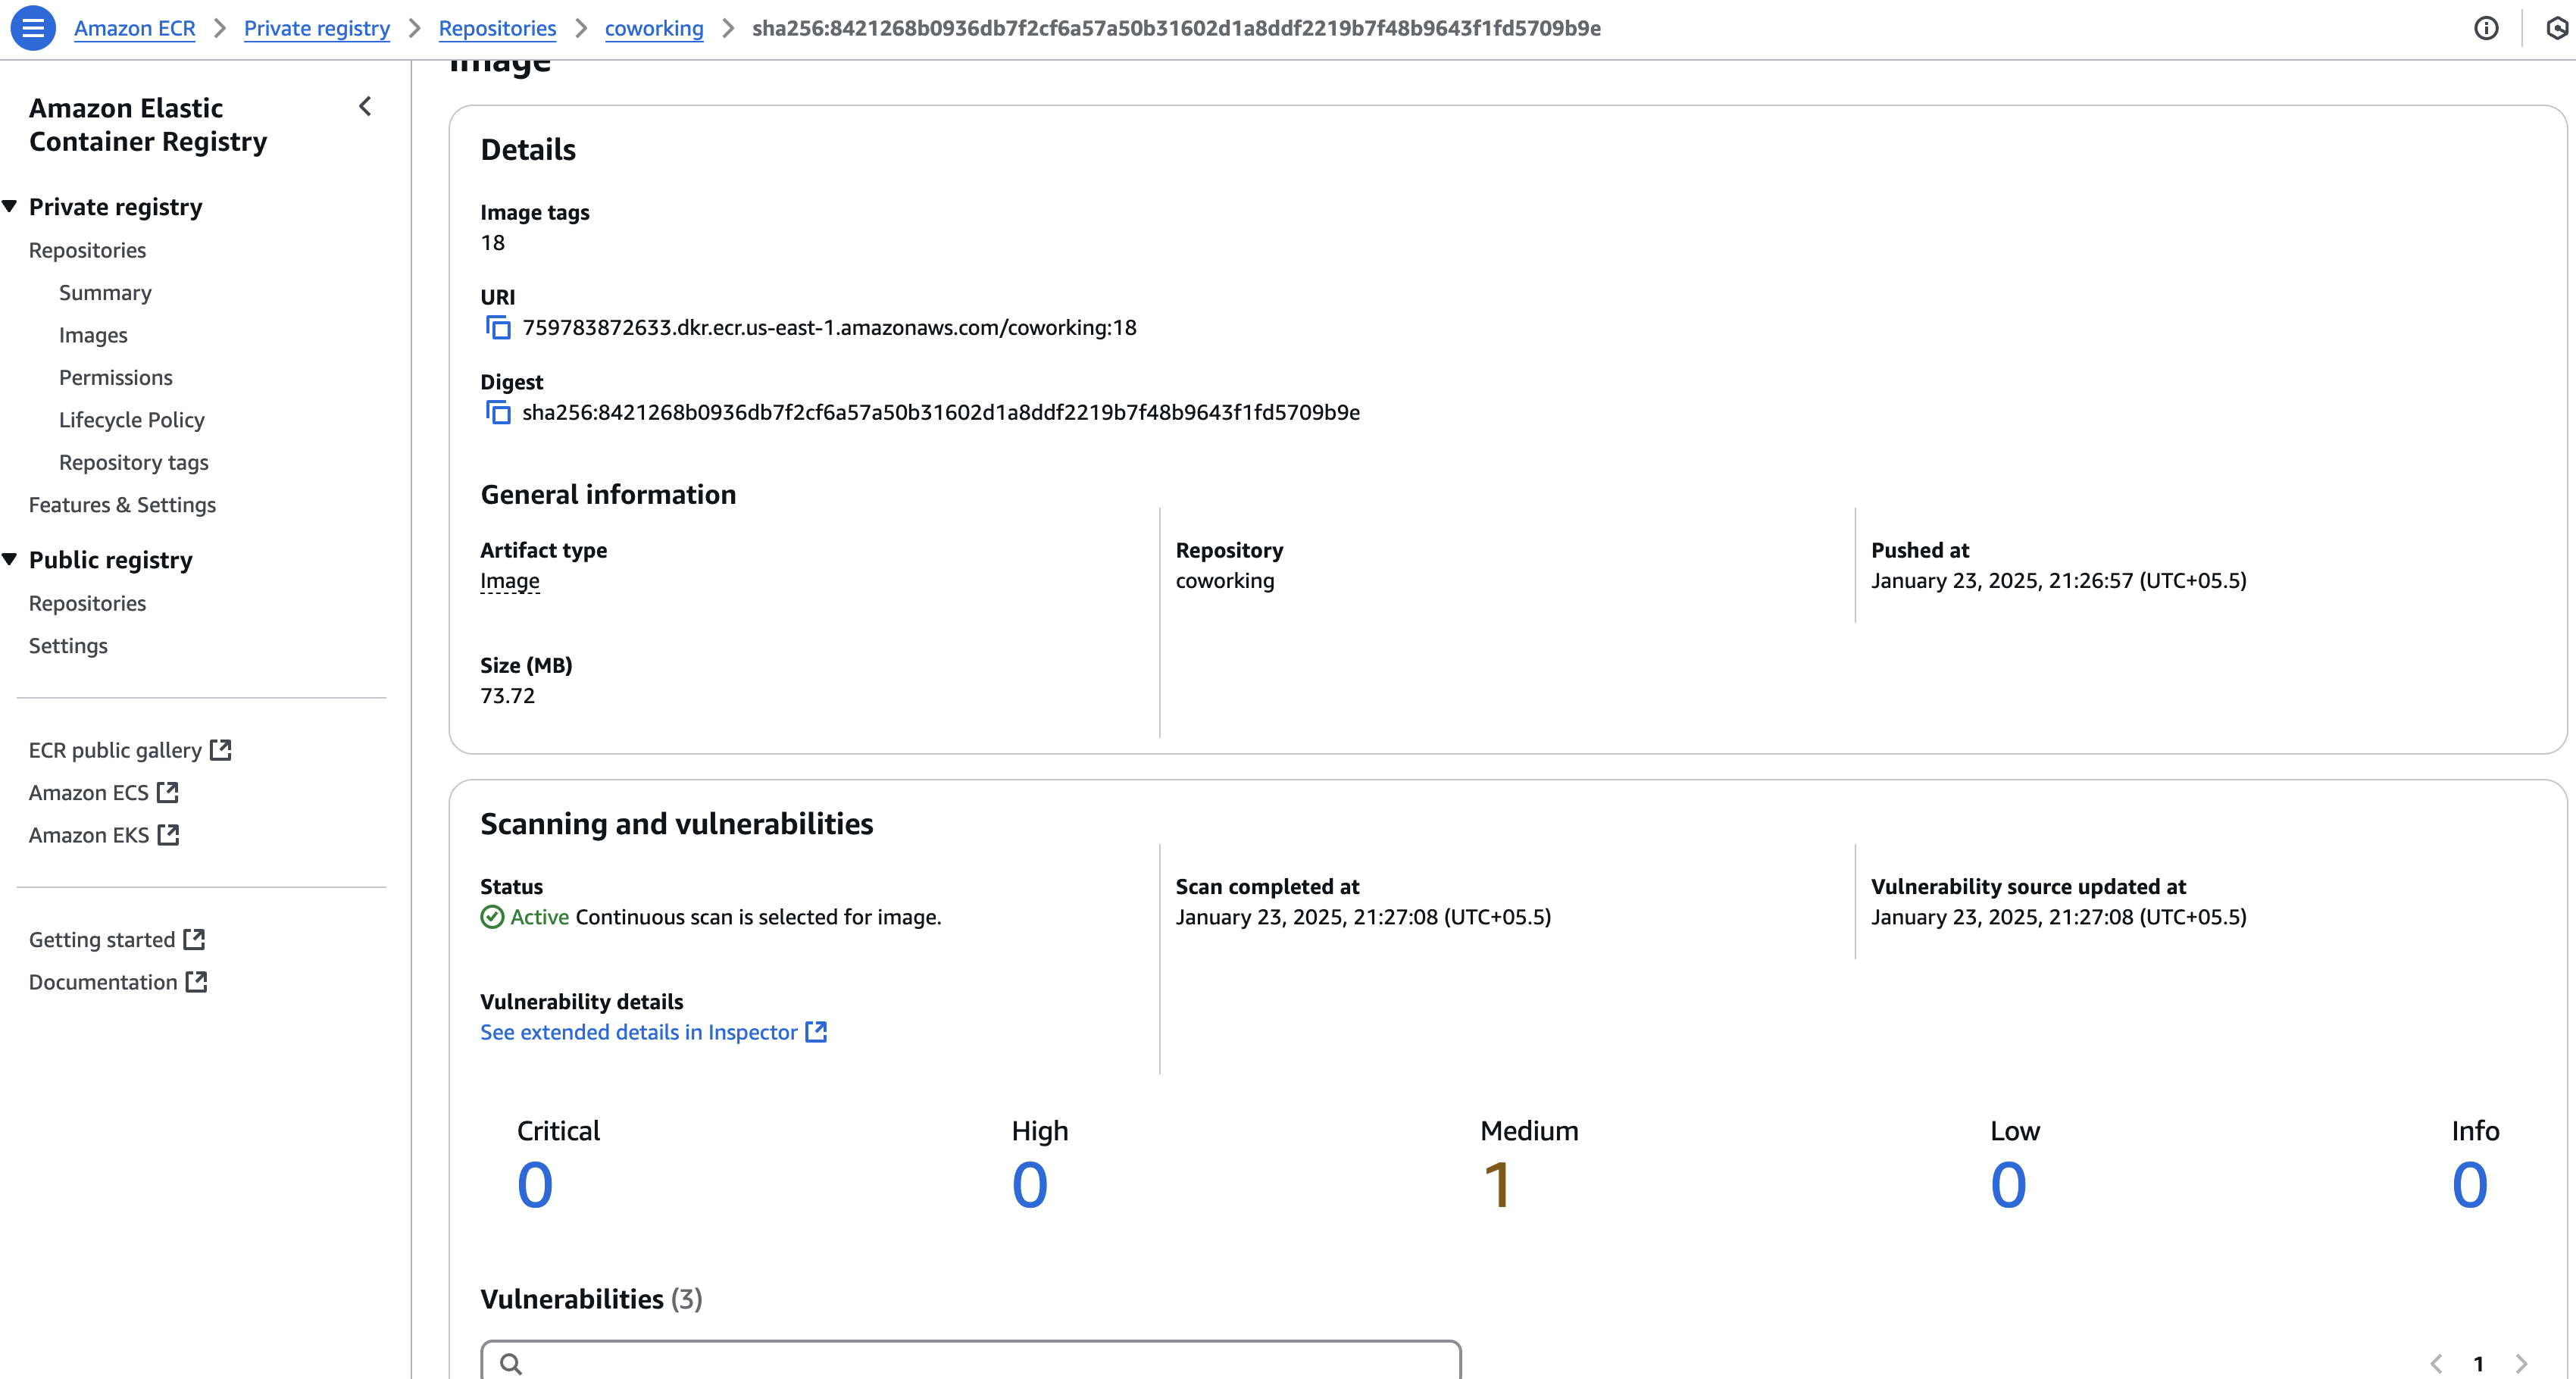 Amazon ECR > Private registry > Repositories > coworking > sha256:8421268b0936db7f2cf6a57a50b31602d1a8ddf2219b7f48b9643f1fd5709b9e
Amazon Elastic
Container Registry
Private registry
Repositories
Summary
Images
Permissions
Lifecycle Policy
Repository tags
Features & Settings
Public registry
Repositories
Settings
ECR public gallery
Amazon ECS
Amazon EKS
Getting started
Documentation
Image
Details
Image tags
18
URI
759783872633.dkr.ecr.us-east-1.amazonaws.com/coworking:18
Digest
sha256:8421268b0936db7f2cf6a57a50b31602d1a8ddf2219b7f48b9643f1fd5709b9e
General information
Artifact type
Image
Repository
coworking
Pushed at
January 23, 2025, 21:26:57 (UTC+05.5)
Size (MB)
73.72
Scanning and vulnerabilities
Status
Active Continuous scan is selected for image.
Scan completed at
January 23, 2025, 21:27:08 (UTC+05.5)
Vulnerability source updated at
January 23, 2025, 21:27:08 (UTC+05.5)
Vulnerability details
See extended details in Inspector
Critical
0
High
0
Medium
1
Low
0
Info
0
Vulnerabilities (3)
1